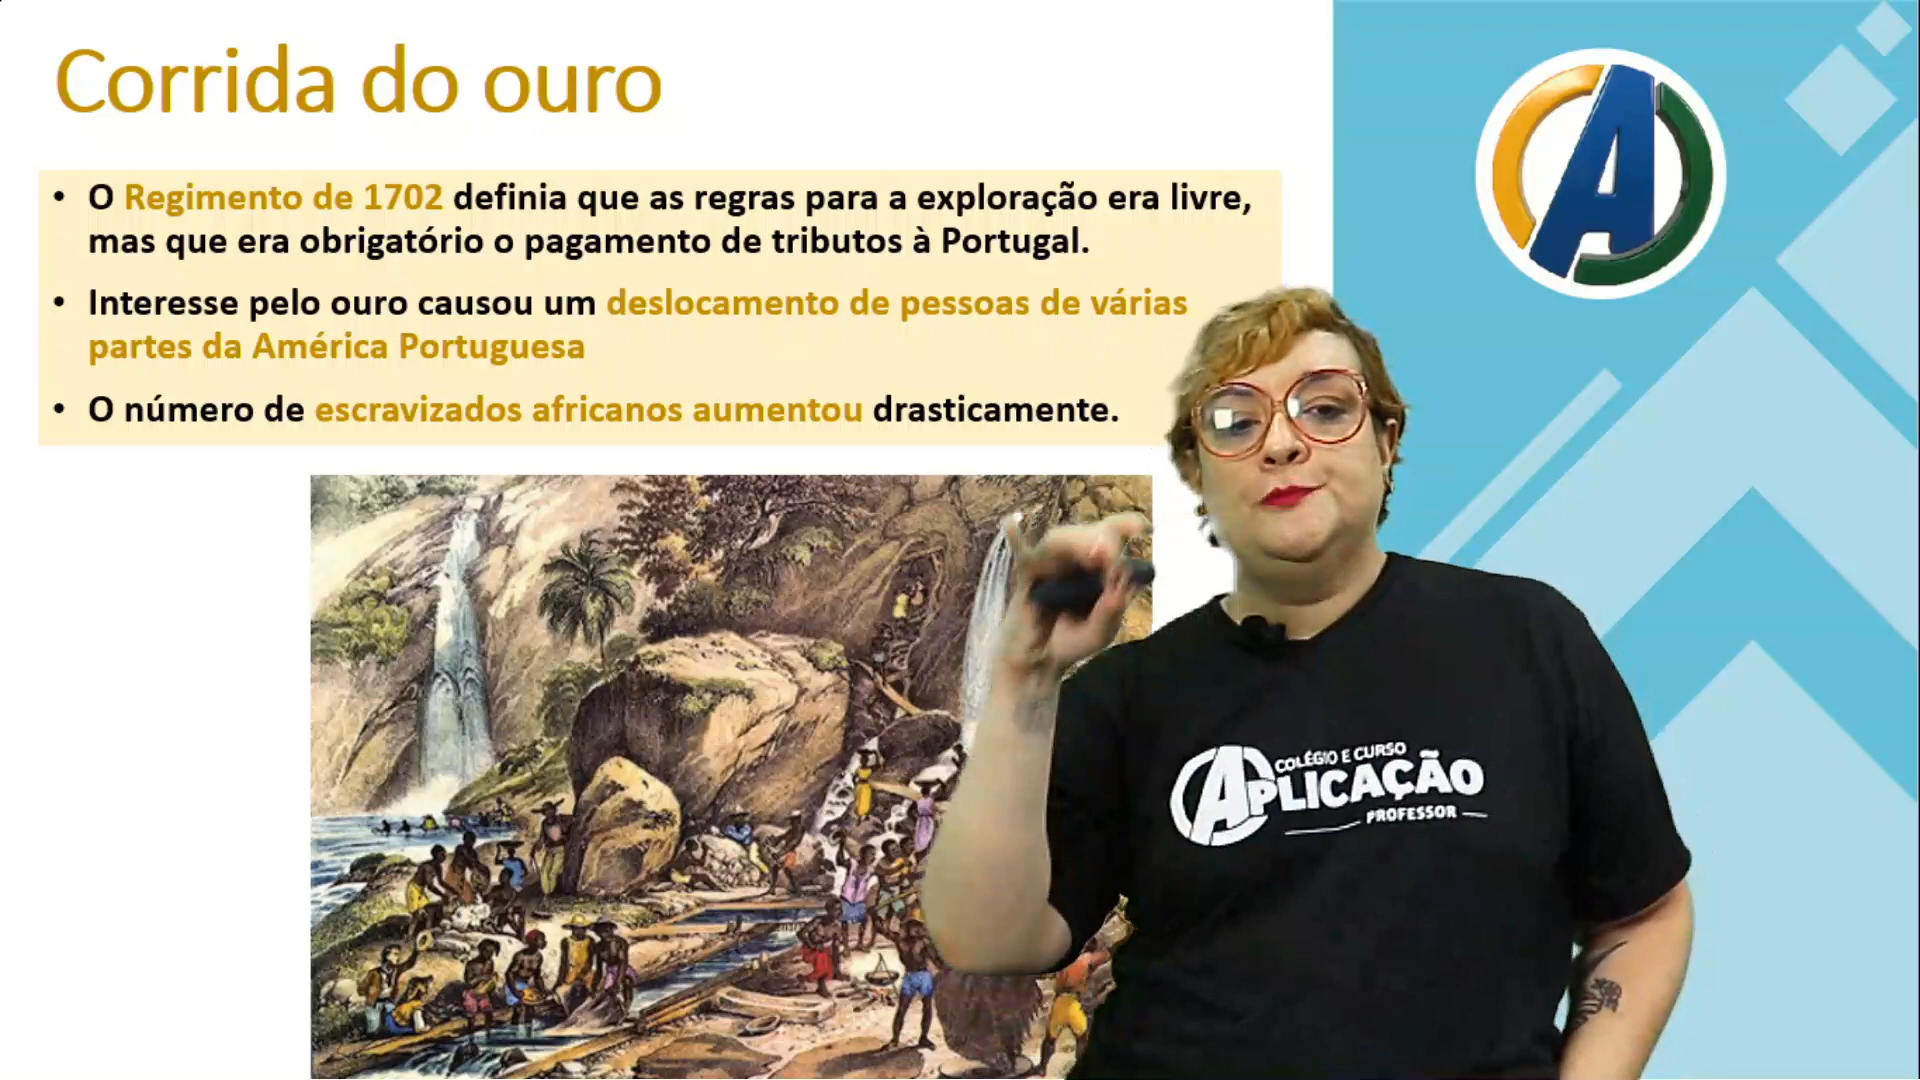 Corrida do ouro
• O Regimento de 1702 definia que as regras para a exploração era livre,
mas que era obrigatório o pagamento de tributos à Portugal.
• Interesse pelo ouro causou um deslocamento de pessoas de várias
partes da América Portuguesa
• O número de escravizados africanos aumentou drasticamente.
A
COLÉGIO E CURSO
APLICAÇÃO
PROFESSOR